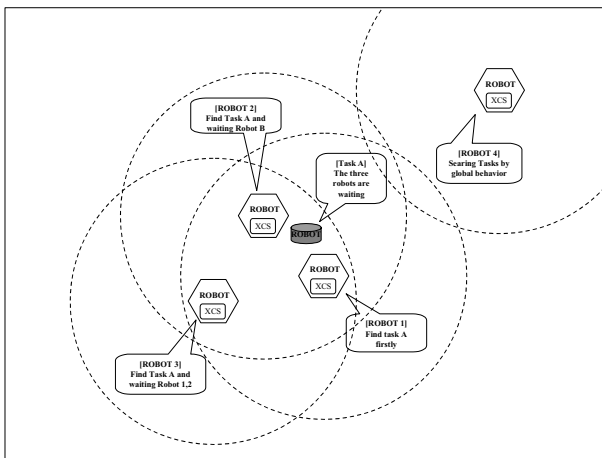 ROBOT
XCS
[ROBOT 4]
Searing Tasks by
global behavior
[ROBOT 2]
Find Task A and
waiting Robot B
[Task A]
The three
robots are
waiting
ROBOT
XCS
ROBOT
ROBOT
XCS
ROBOT
XCS
[ROBOT 1]
Find task A
firstly
[ROBOT 3]
Find Task A and
waiting Robot 1,2